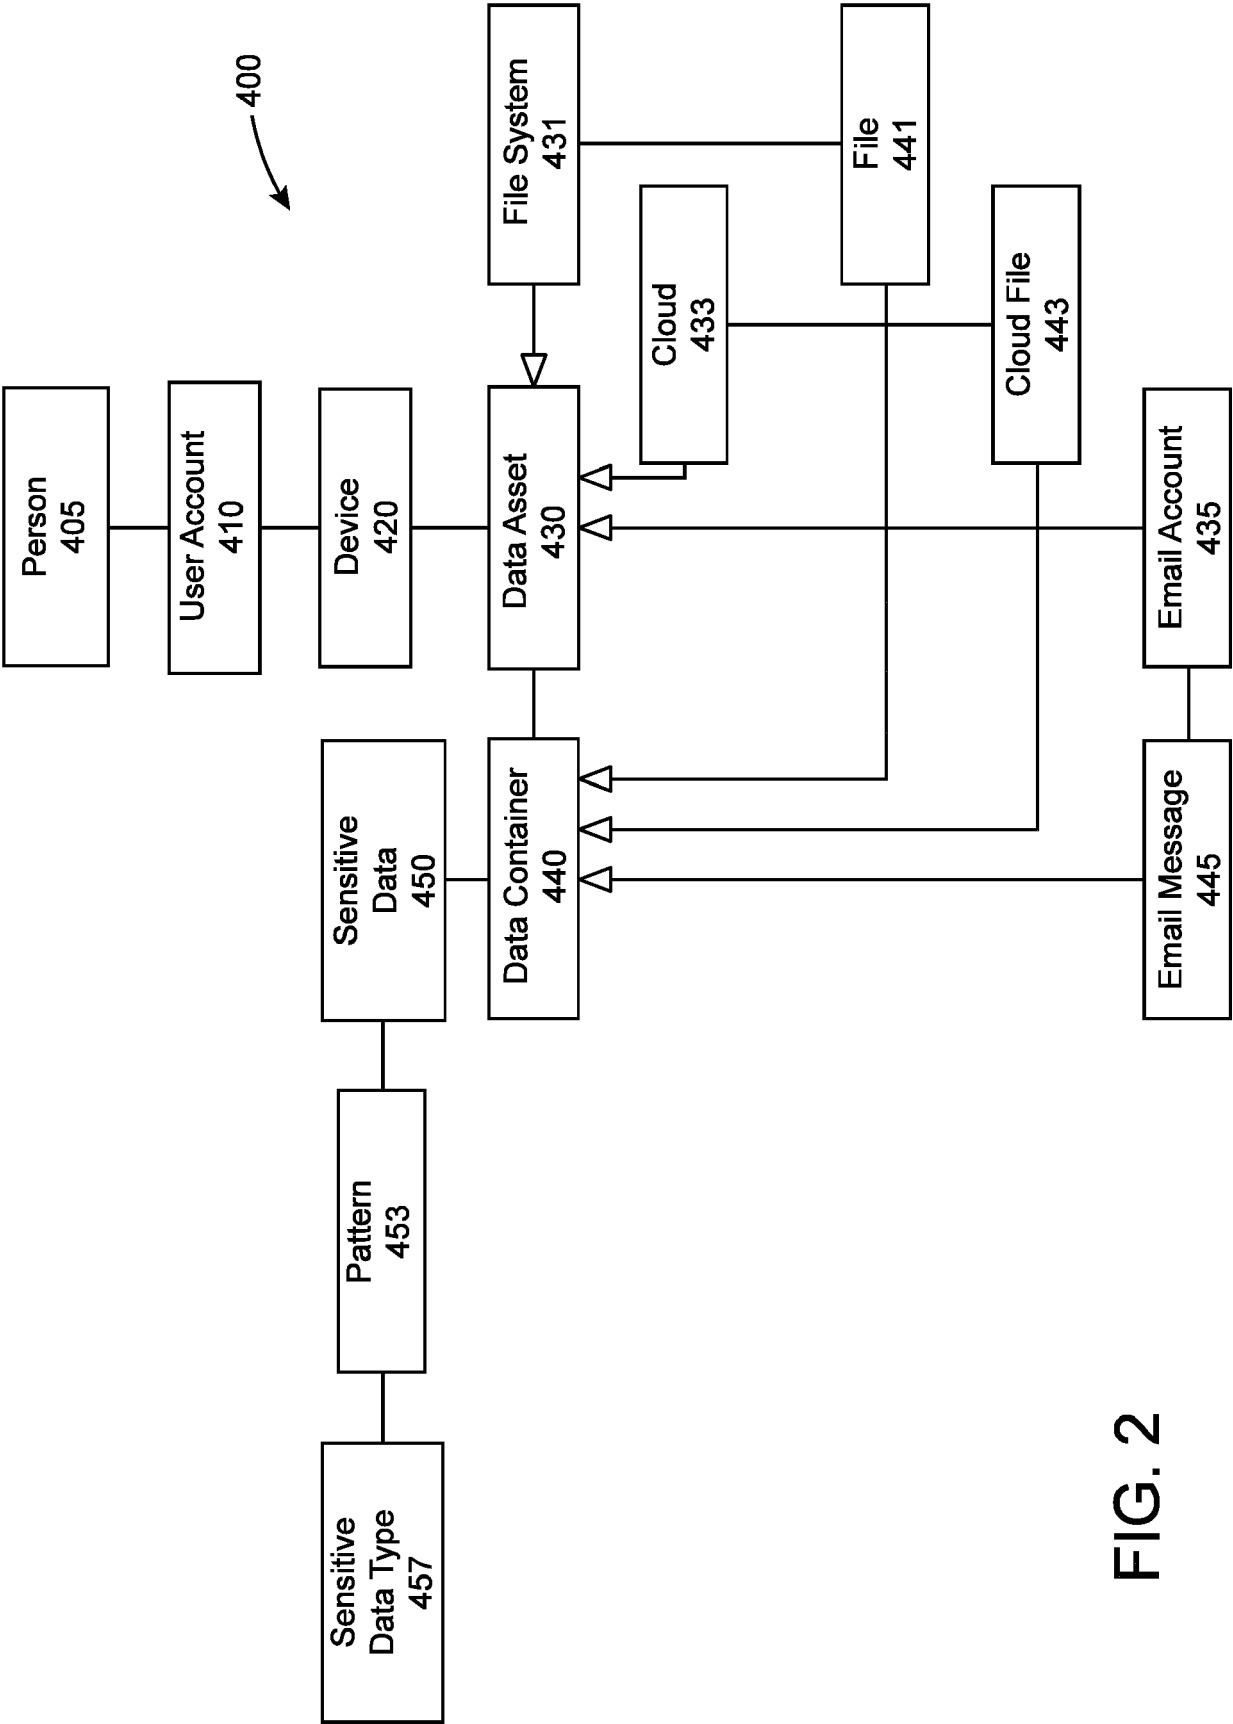 400
Person
405
User Account
410
Device
420
Sensitive
Data Type
457
Pattern
453
Sensitive
Data
450
Data Container
440
Data Asset
430
File System
431
Cloud
433
File
441
Cloud File
443
Email Message
445
Email Account
435
FIG. 2